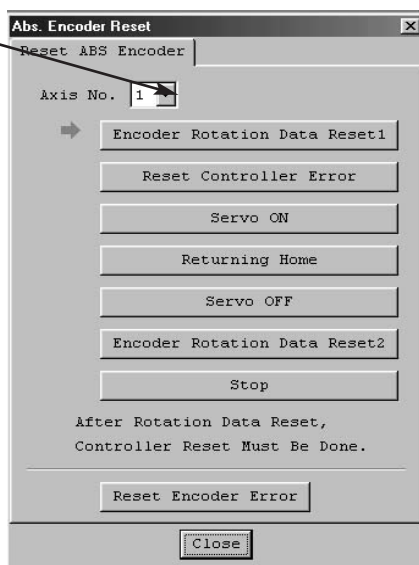 Abs. Encoder Reset
Reset ABS Encoder
Axis No. 1
Encoder Rotation Data Reset1
Reset Controller Error
Servo ON
Returning Home
Servo OFF
Encoder Rotation Data Reset2
Stop
After Rotation Data Reset,
Controller Reset Must Be Done.
Reset Encoder Error
Close